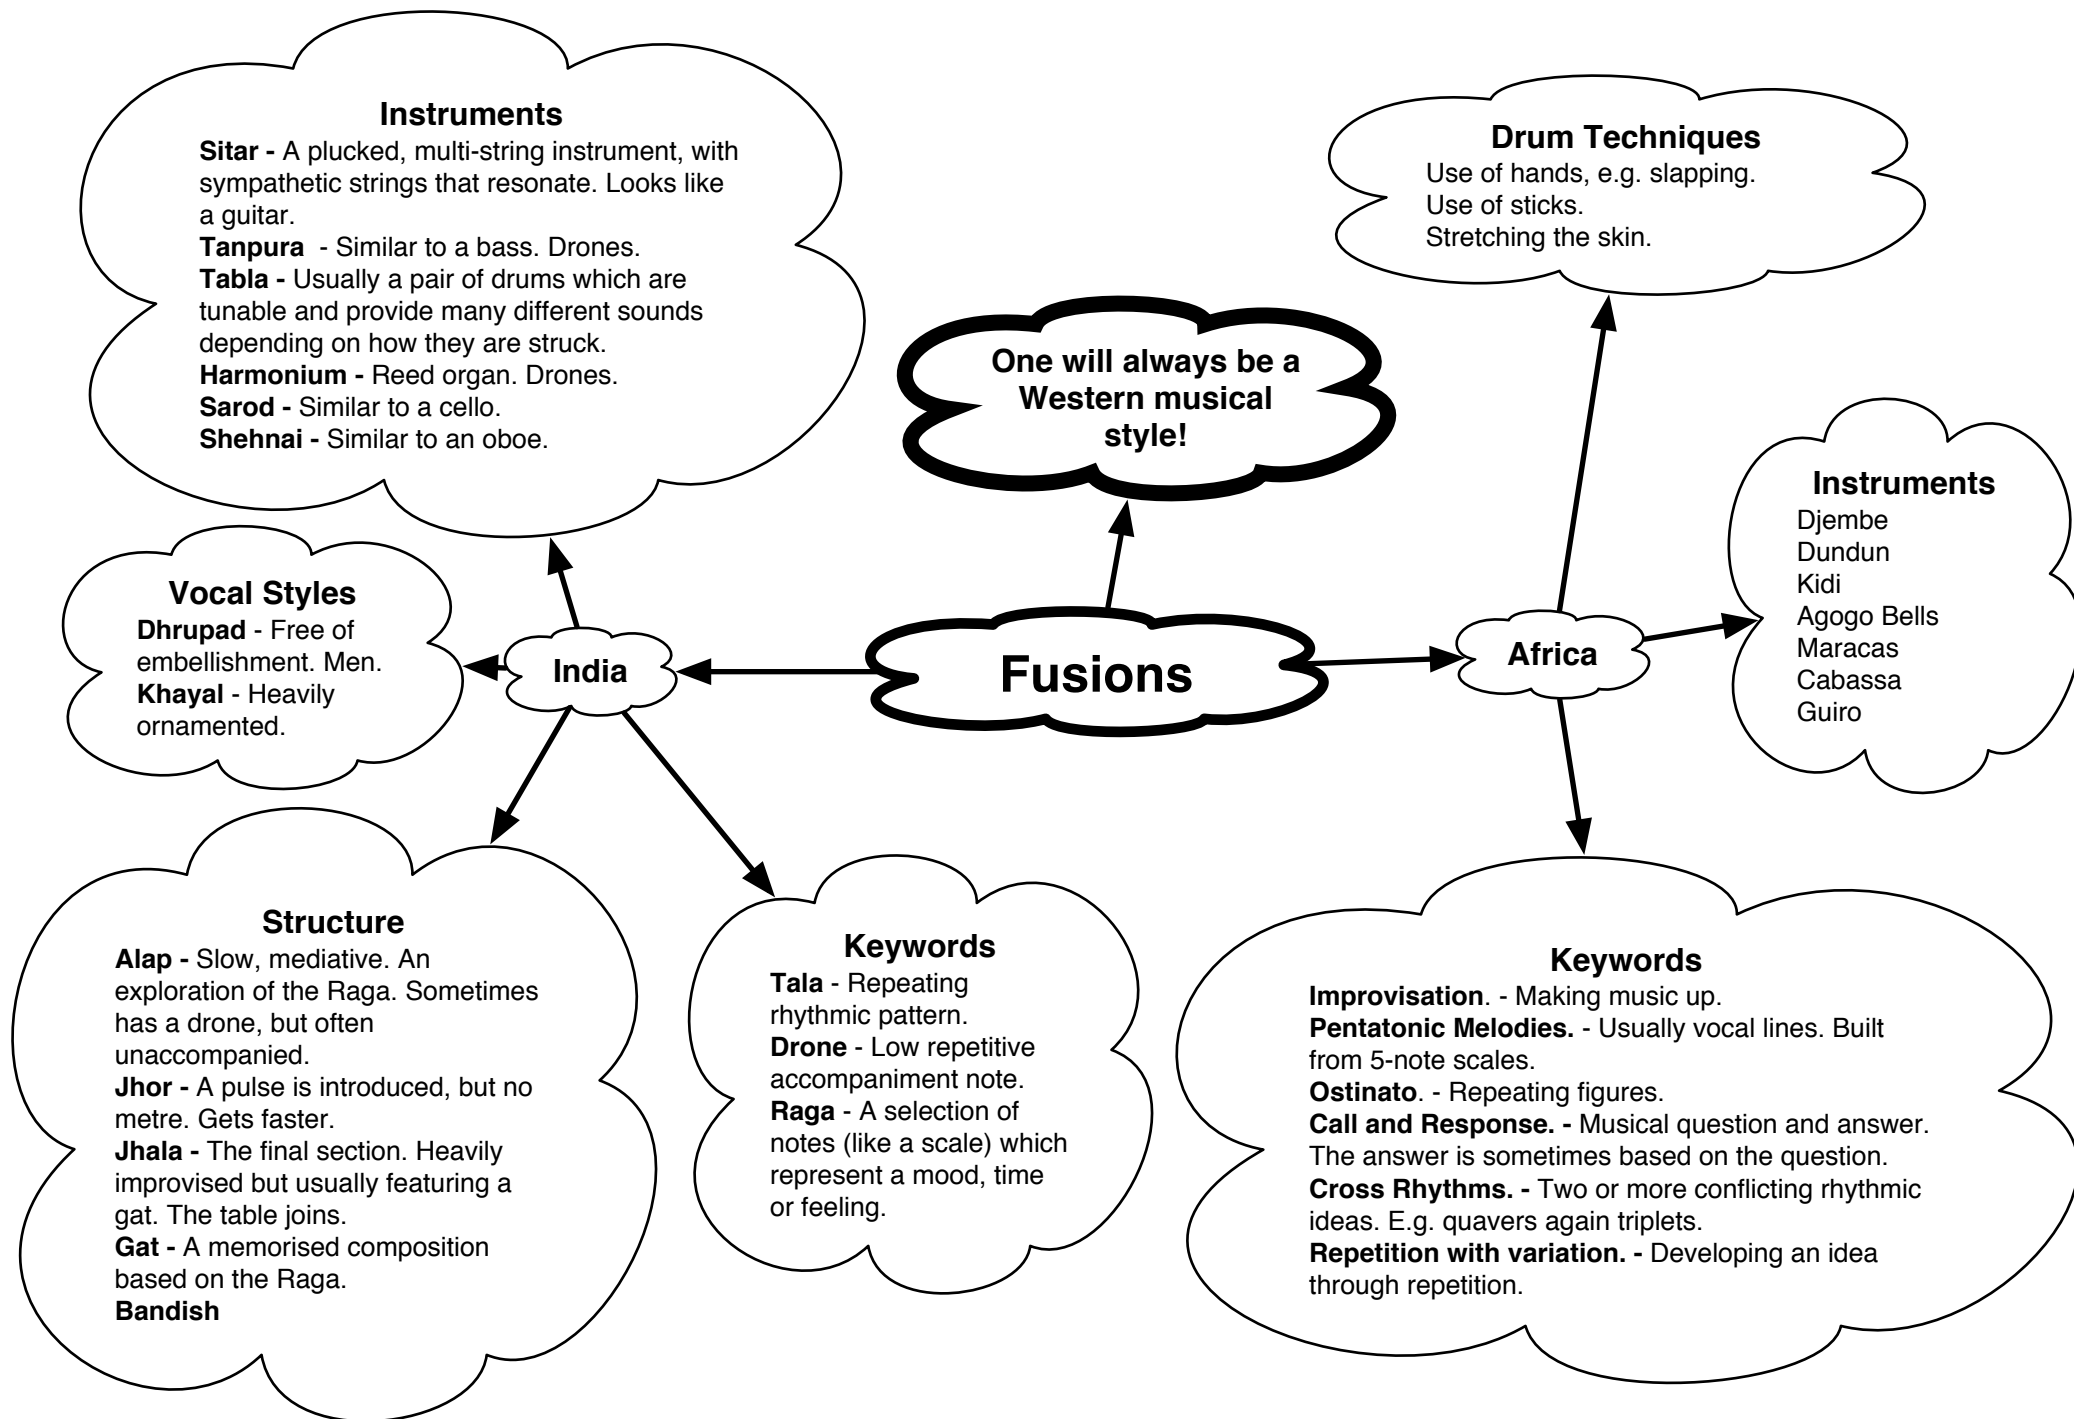 Instruments
Sitar - A plucked, multi-string instrument, with
sympathetic strings that resonate. Looks like
a guitar.
Tanpura  - Similar to a bass. Drones.
Tabla - Usually a pair of drums which are
tunable and provide many different sounds
depending on how they are struck.
Harmonium - Reed organ. Drones.
Sarod - Similar to a cello.
Shehnai - Similar to an oboe.
Drum Techniques
Use of hands, e.g. slapping.
Use of sticks.
Stretching the skin.
One will always be a
Western musical
style!
Instruments
Djembe
Dundun
Kidi
Agogo Bells
Maracas
Cabassa
Guiro
Vocal Styles
Dhrupad - Free of
embellishment. Men.
Khayal - Heavily
ornamented.
India
Fusions
Africa
Structure
Alap - Slow, mediative. An
exploration of the Raga. Sometimes
has a drone, but often
unaccompanied.
Jhor - A pulse is introduced, but no
metre. Gets faster.
Jhala - The final section. Heavily
improvised but usually featuring a
gat. The table joins.
Gat - A memorised composition
based on the Raga.
Bandish
Keywords
Tala - Repeating
rhythmic pattern.
Drone - Low repetitive
accompaniment note.
Raga - A selection of
notes (like a scale) which
represent a mood, time
or feeling.
Keywords
Improvisation. - Making music up.
Pentatonic Melodies. - Usually vocal lines. Built
from 5-note scales.
Ostinato. - Repeating figures.
Call and Response. - Musical question and answer.
The answer is sometimes based on the question.
Cross Rhythms. - Two or more conflicting rhythmic
ideas. E.g. quavers again triplets.
Repetition with variation. - Developing an idea
through repetition.